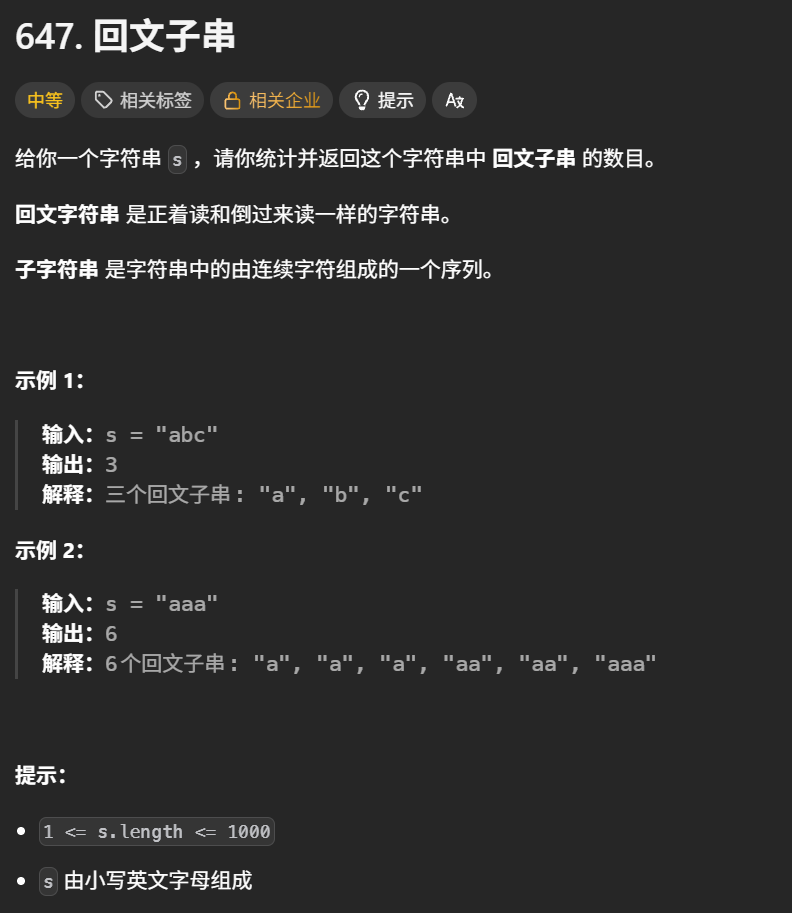 647. 回文子串
中等 相关标签 相关企业 提示 Aあ
给你一个字符串 s ，请你统计并返回这个字符串中 回文子串 的数目。
回文字符串 是正着读和倒过来读一样的字符串。
子字符串 是字符串中的由连续字符组成的一个序列。
示例 1：
输入：s = "abc"
输出：3
解释：三个回文子串: "a", "b", "c"
示例 2：
输入：s = "aaa"
输出：6
解释：6个回文子串: "a", "a", "a", "aa", "aa", "aaa"
提示：
1 <= s.length <= 1000
s 由小写英文字母组成